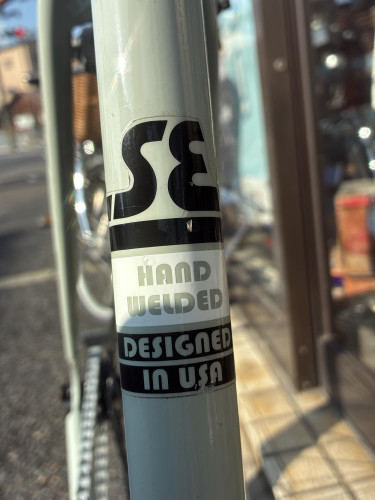 SE
HAND
WELDED
DESIGNED
IN USA